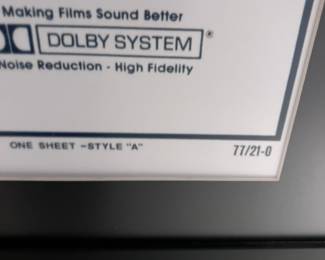 Making Films Sound Better
DOLBY SYSTEM®
Noise Reduction - High Fidelity
ONE SHEET -STYLE "A"
77/21-0